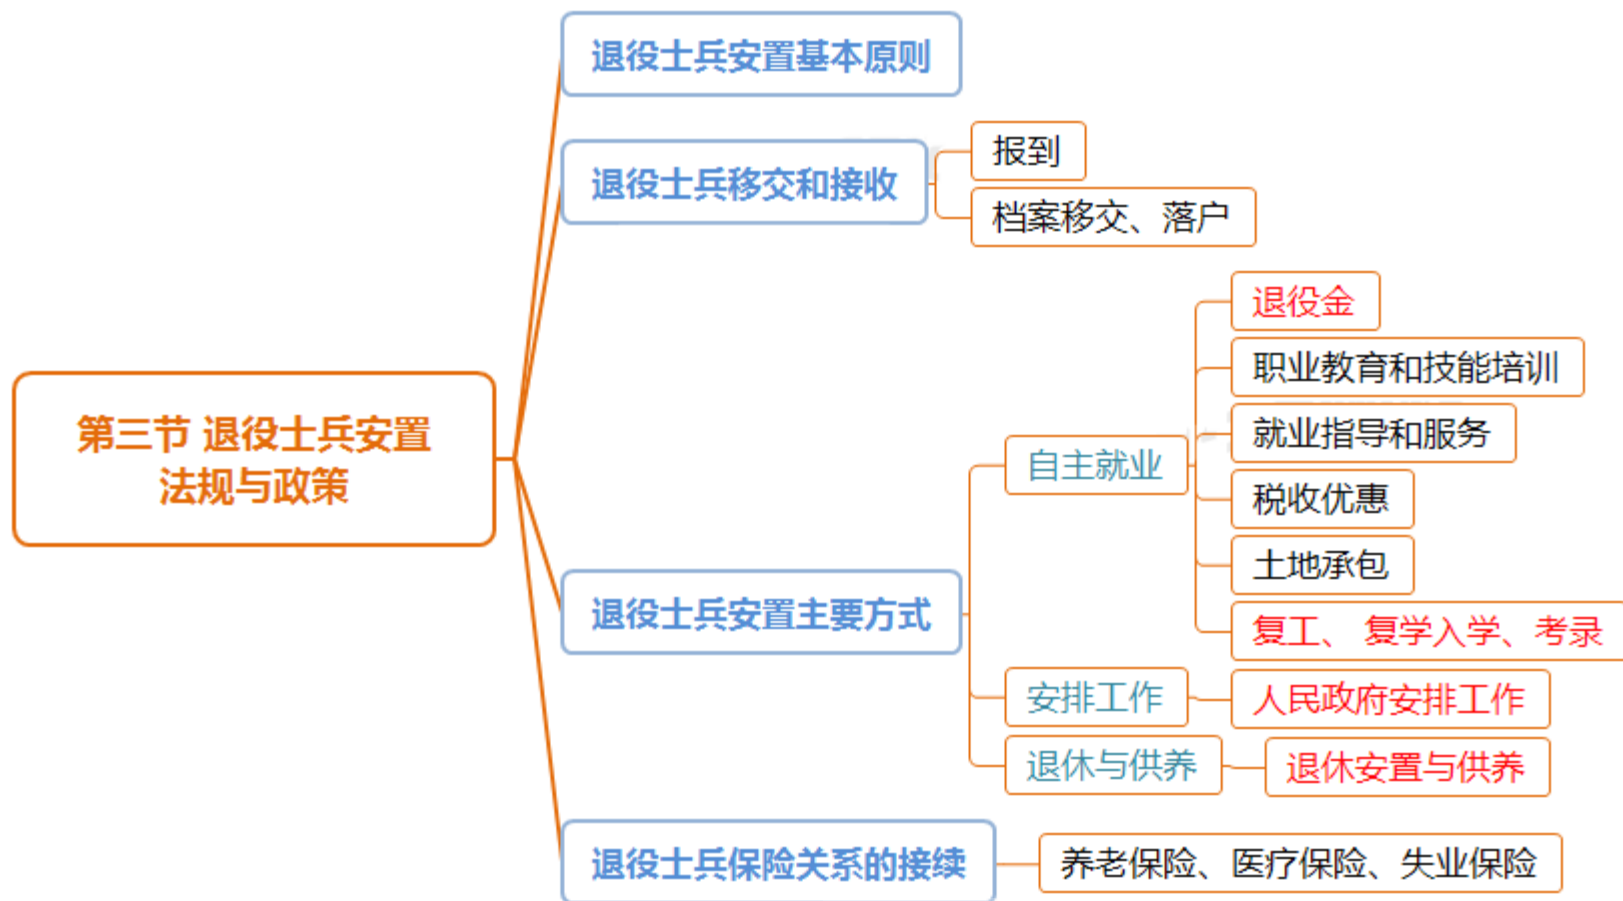 第三节 退役士兵安置
法规与政策
退役士兵安置基本原则
退役士兵移交和接收
报到
档案移交、落户
退役士兵安置主要方式
自主就业
退役金
职业教育和技能培训
就业指导和服务
税收优惠
土地承包
复工、 复学入学、考录
安排工作
人民政府安排工作
退休与供养
退休安置与供养
退役士兵保险关系的接续
养老保险、医疗保险、失业保险